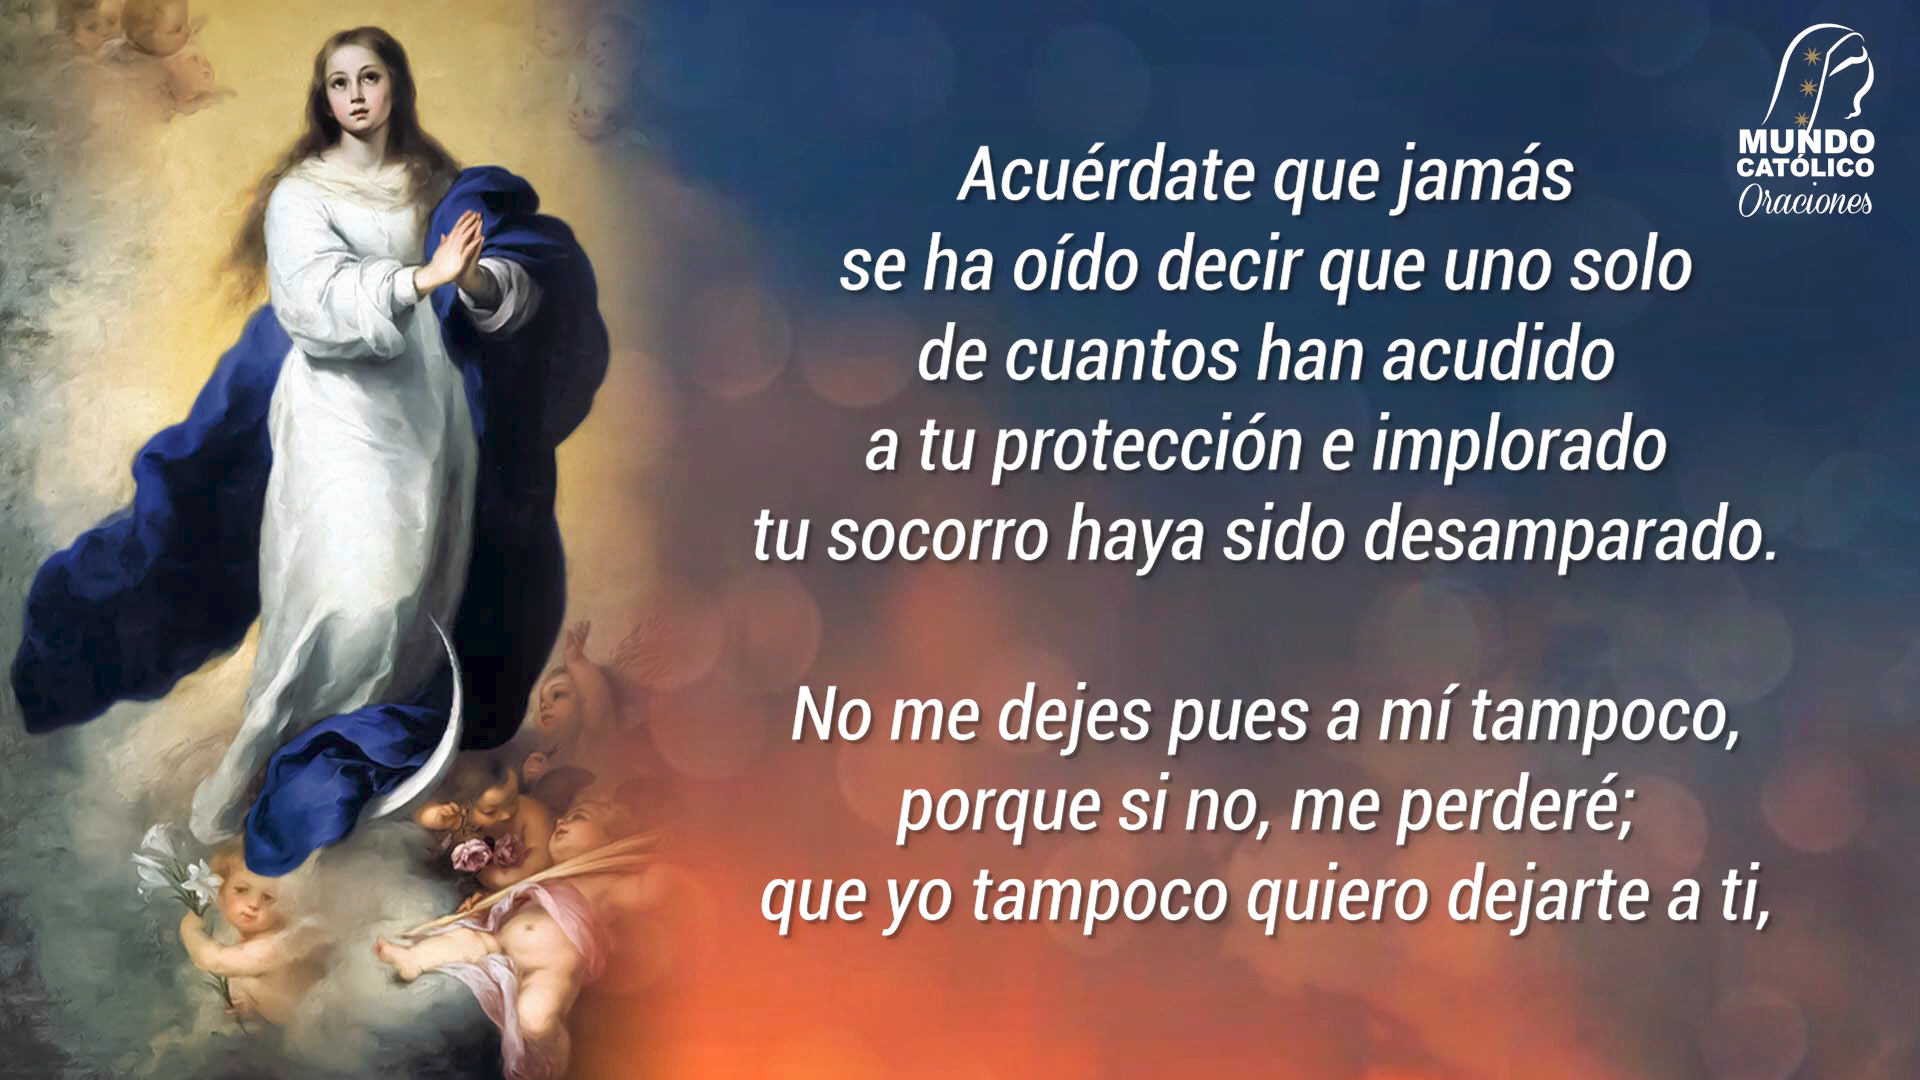 MUNDO
CATÓLICO
Oraciones
Acuérdate que jamás
se ha oído decir que uno solo
de cuantos han acudido
a tu protección e implorado
tu socorro haya sido desamparado.
No me dejes pues a mí tampoco,
porque si no, me perderé;
que yo tampoco quiero dejarte a ti,